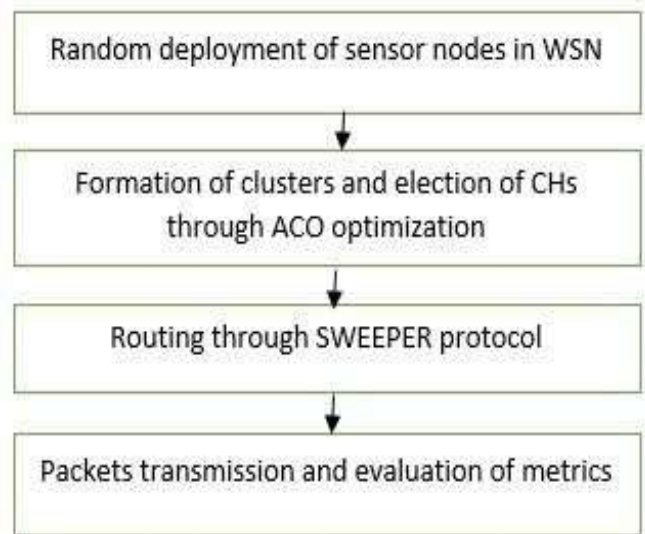 Random deployment of sensor nodes in WSN
Formation of clusters and election of CHs
through ACO optimization
Routing through SWEEPER protocol
Packets transmission and evaluation of metrics